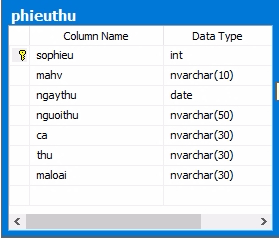 phieuthu
Column Name Data Type
sophieu int
mahv nvarchar(10)
ngaythu date
nguoithu nvarchar(50)
ca nvarchar(30)
thu nvarchar(30)
maloai nvarchar(30)